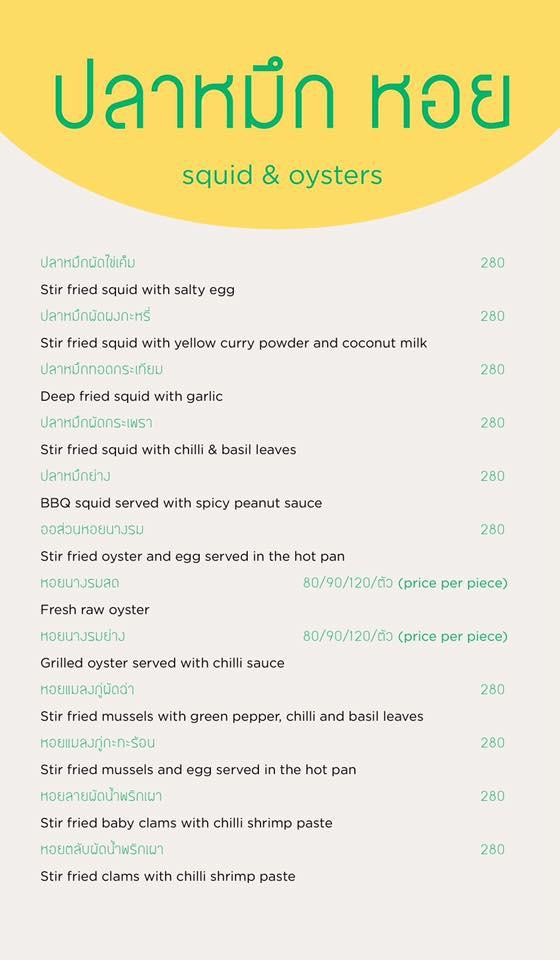 ปลาหมึก หอย
squid & oysters
ปลาหมึกผัดไข่เค็ม 280
Stir fried squid with salty egg
ปลาหมึกผัดผงกะหรี่ 280
Stir fried squid with yellow curry powder and coconut milk
ปลาหมึกทอดกระเทียม 280
Deep fried squid with garlic
ปลาหมึกผัดกระเพรา 280
Stir fried squid with chilli & basil leaves
ปลาหมึกย่าง 280
BBQ squid served with spicy peanut sauce
ออส่วนหอยนางรม 280
Stir fried oyster and egg served in the hot pan
หอยนางรมสด 80/90/120/ตัว (price per piece)
Fresh raw oyster
หอยนางรมย่าง 80/90/120/ตัว (price per piece)
Grilled oyster served with chilli sauce
หอยแมลงภู่ผัดฉ่า 280
Stir fried mussels with green pepper, chilli and basil leaves
หอยแมลงภู่กะทะร้อน 280
Stir fried mussels and egg served in the hot pan
หอยลายผัดน้ำพริกเผา 280
Stir fried baby clams with chilli shrimp paste
หอยตลับผัดน้ำพริกเผา 280
Stir fried clams with chilli shrimp paste